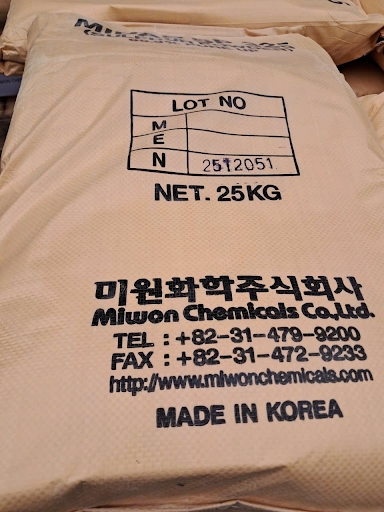 LOT NO
M
E
N 2512051
NET. 25KG
미원화학주식회사
Miwon Chemicals Co.,Ltd.
TEL : +82-31-479-9200
FAX : +82-31-472-9233
http://www.miwonchemicals.com
MADE IN KOREA